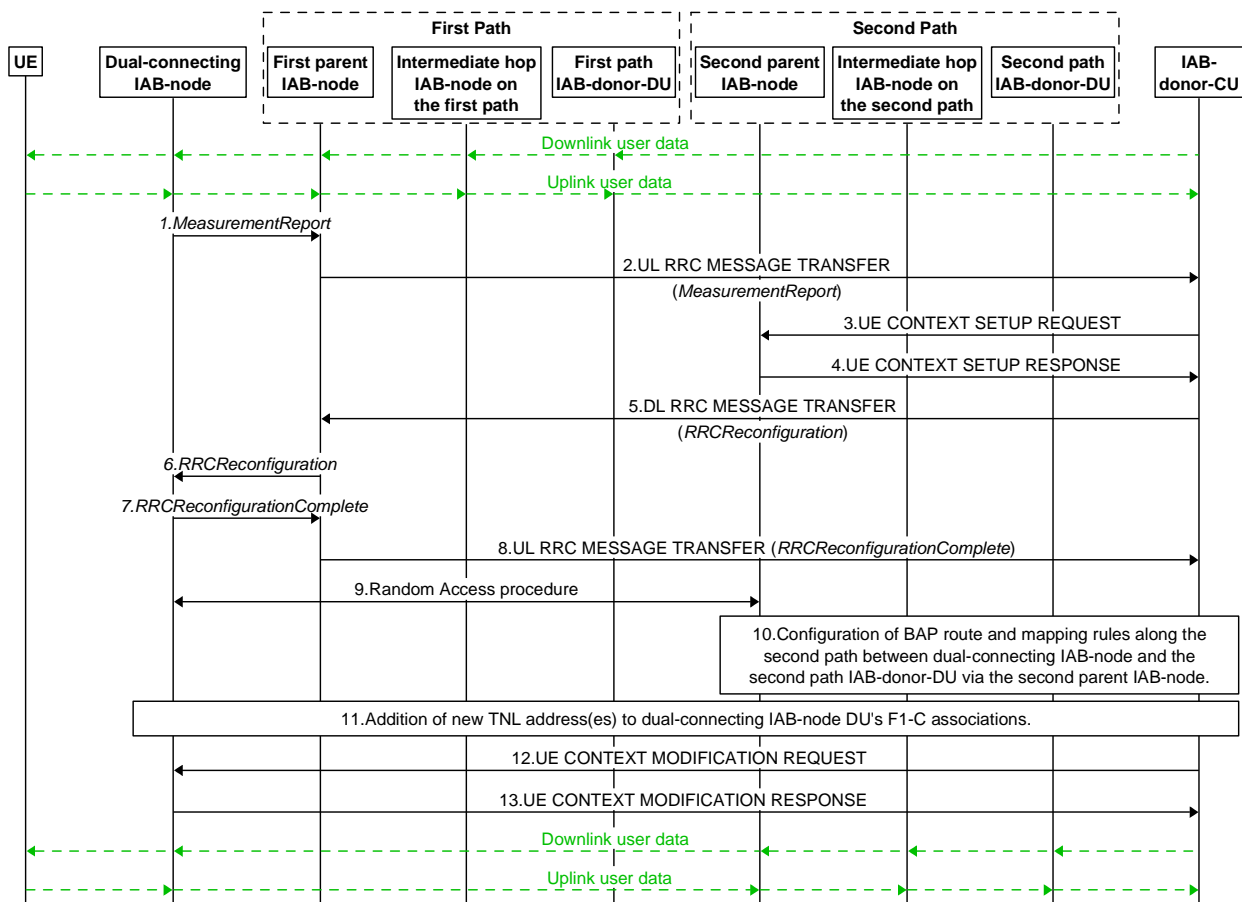 First Path
Second Path
UE
Dual-connecting
IAB-node
First parent
IAB-node
Intermediate hop
IAB-node on
the first path
First path
IAB-donor-DU
Second parent
IAB-node
Intermediate hop
IAB-node on
the second path
Second path
IAB-donor-DU
IAB-
donor-CU
Downlink user data
Uplink user data
1.MeasurementReport
2.UL RRC MESSAGE TRANSFER
(MeasurementReport)
3.UE CONTEXT SETUP REQUEST
4.UE CONTEXT SETUP RESPONSE
5.DL RRC MESSAGE TRANSFER
(RRCReconfiguration)
6.RRCReconfiguration
7.RRCReconfigurationComplete
8.UL RRC MESSAGE TRANSFER (RRCReconfigurationComplete)
9.Random Access procedure
10.Configuration of BAP route and mapping rules along the
second path between dual-connecting IAB-node and the
second path IAB-donor-DU via the second parent IAB-node.
11.Addition of new TNL address(es) to dual-connecting IAB-node DU's F1-C associations.
12.UE CONTEXT MODIFICATION REQUEST
13.UE CONTEXT MODIFICATION RESPONSE
Downlink user data
Uplink user data